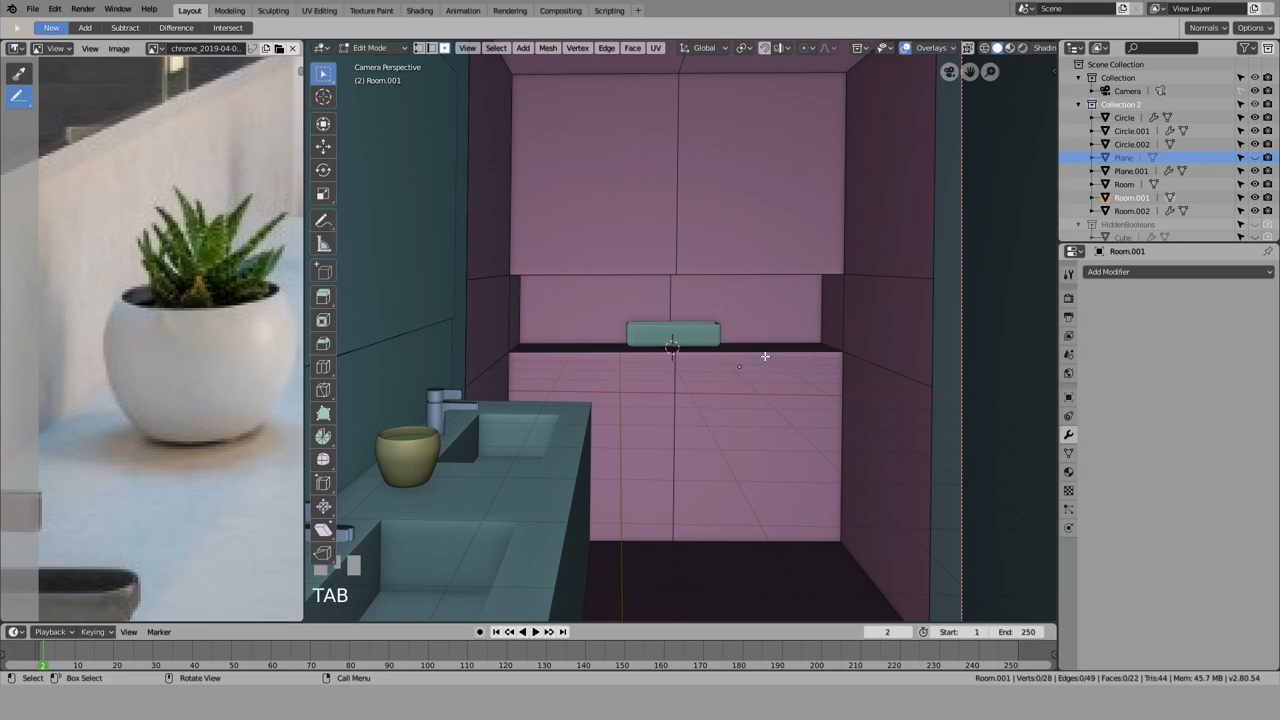 File Edit Render Window Help Layout Modeling Sculpting UV Editing Texture Paint Shading Animation Rendering Compositing Scripting + Scene View Layer
New Add Subtract Difference Intersect Normals Options
View View Image chrome_2019-04-0... Edit Mode View Select Add Mesh Vertex Edge Face UV Global Overlays Shadin
Camera Perspective
(2) Room.001
Scene Collection
Collection
Camera
Collection 2
Circle
Circle.001
Circle.002
Plane
Plane.001
Room
Room.001
Room.002
HiddenBooleans
Cube
Room.001
Add Modifier
TAB
Playback Keying View Marker 2 Start: 1 End: 250
2 10 20 30 40 50 60 70 80 90 100 110 120 130 140 150 160 170 180 190 200 210 220 230 240 250
Select Box Select Rotate View Call Menu Room.001 | Verts:0/28 | Edges:0/49 | Faces:0/22 | Tris:44 | Mem: 45.7 MB | v2.80.54